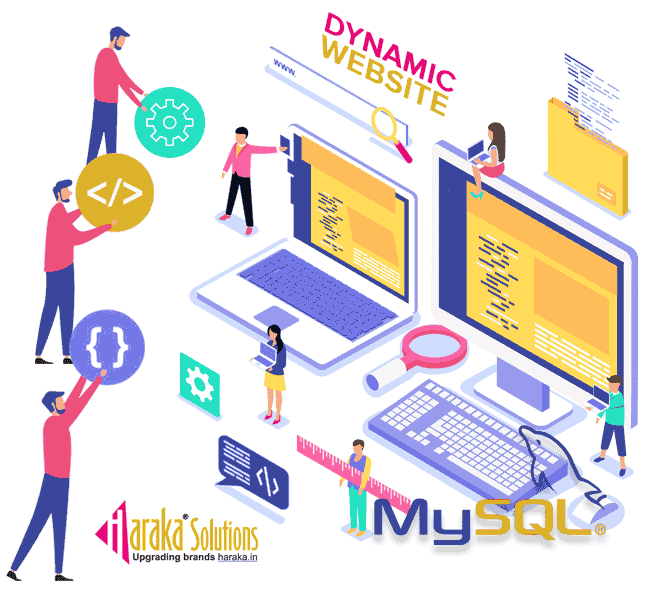 DYNAMIC
WEBSITE
www.
</>
{ }
</>
MySQL®
Haraka® Solutions
Upgrading brands haraka.in